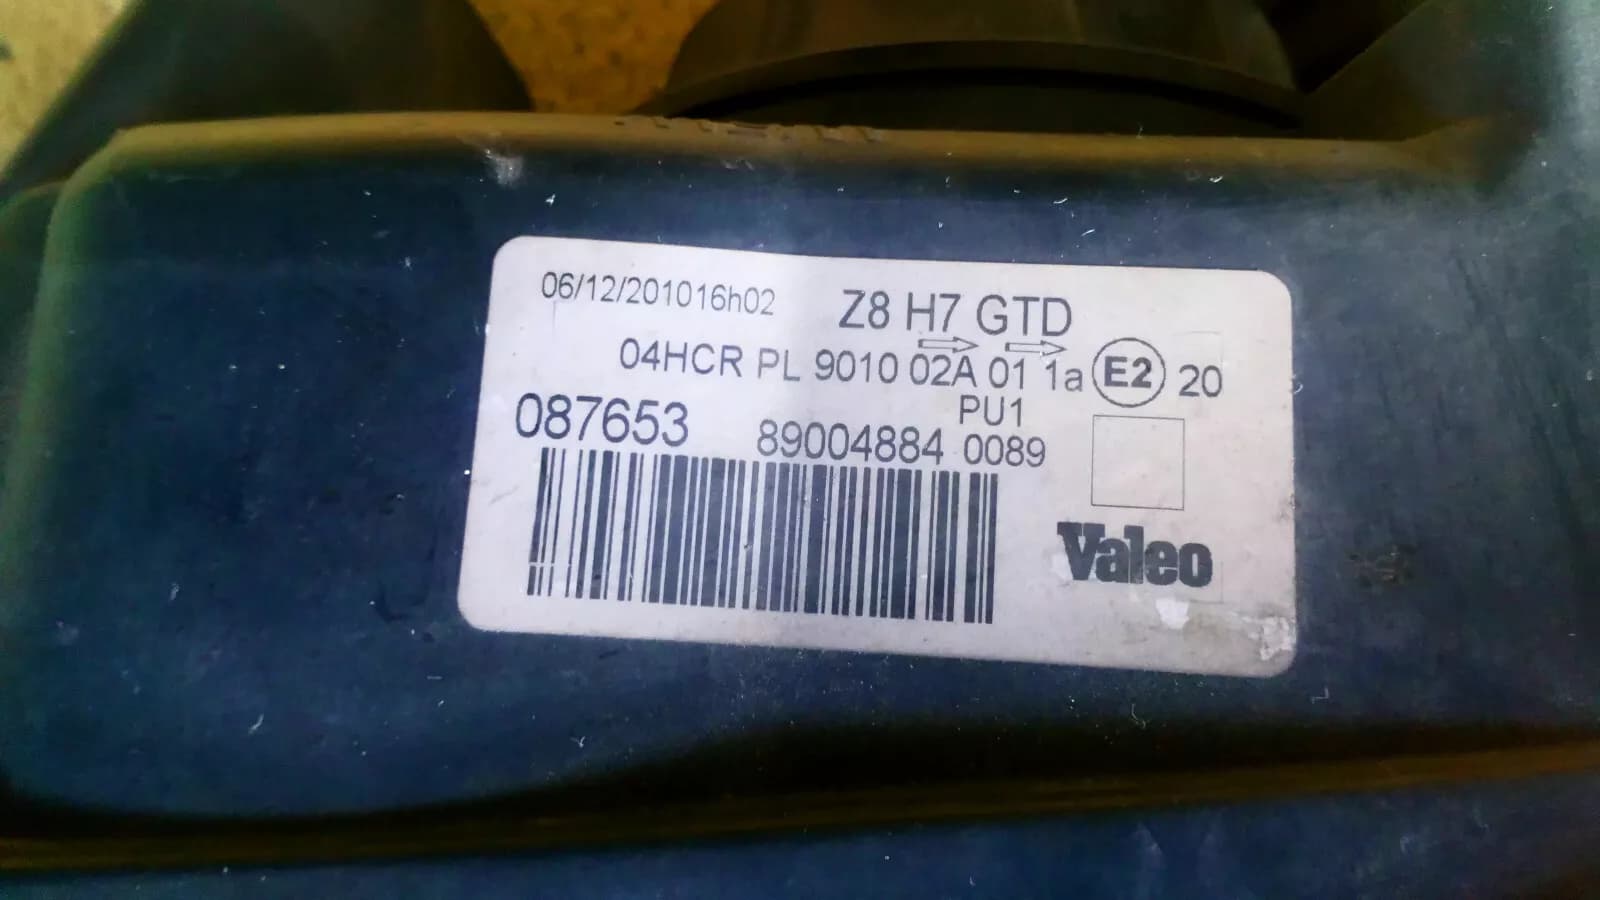 06/12/201016h02
Z8 H7 GTD
04HCR PL 9010 02A 01 1a E2 20
PU1
087653
89004884 0089
Valeo